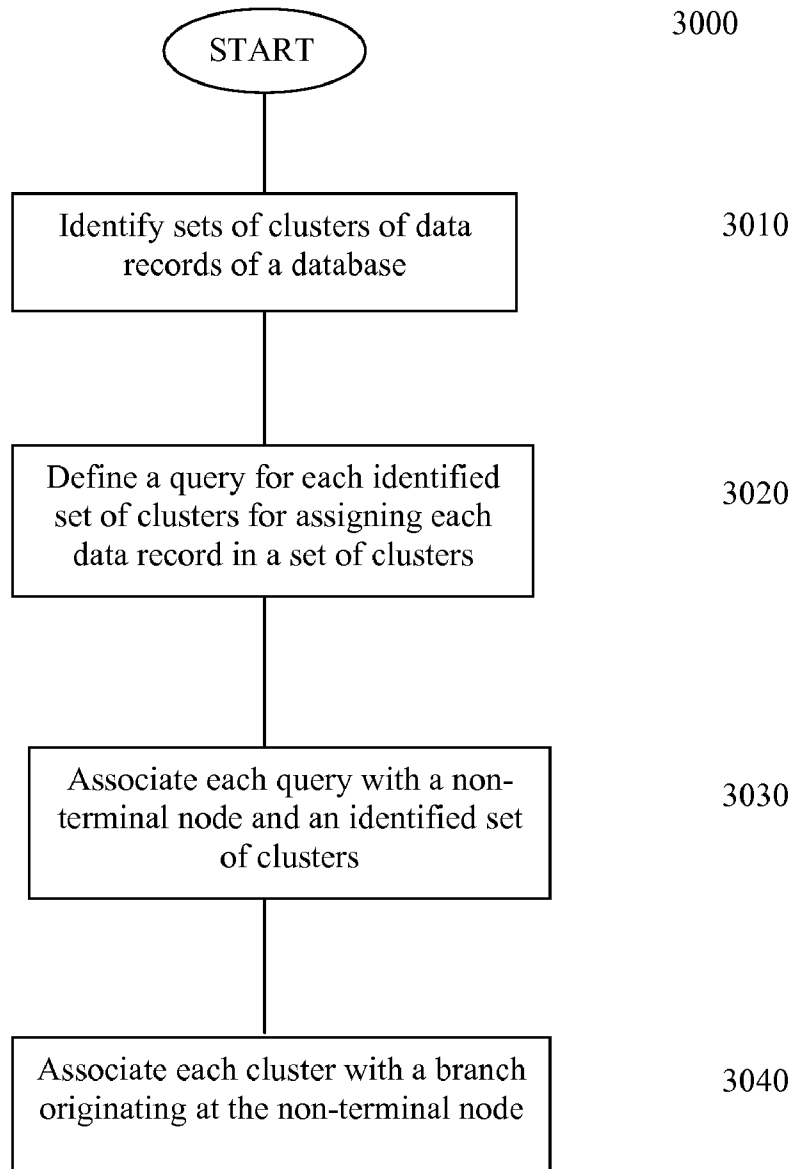 START
3000
Identify sets of clusters of data
records of a database
3010
Define a query for each identified
set of clusters for assigning each
data record in a set of clusters
3020
Associate each query with a non-
terminal node and an identified set
of clusters
3030
Associate each cluster with a branch
originating at the non-terminal node
3040